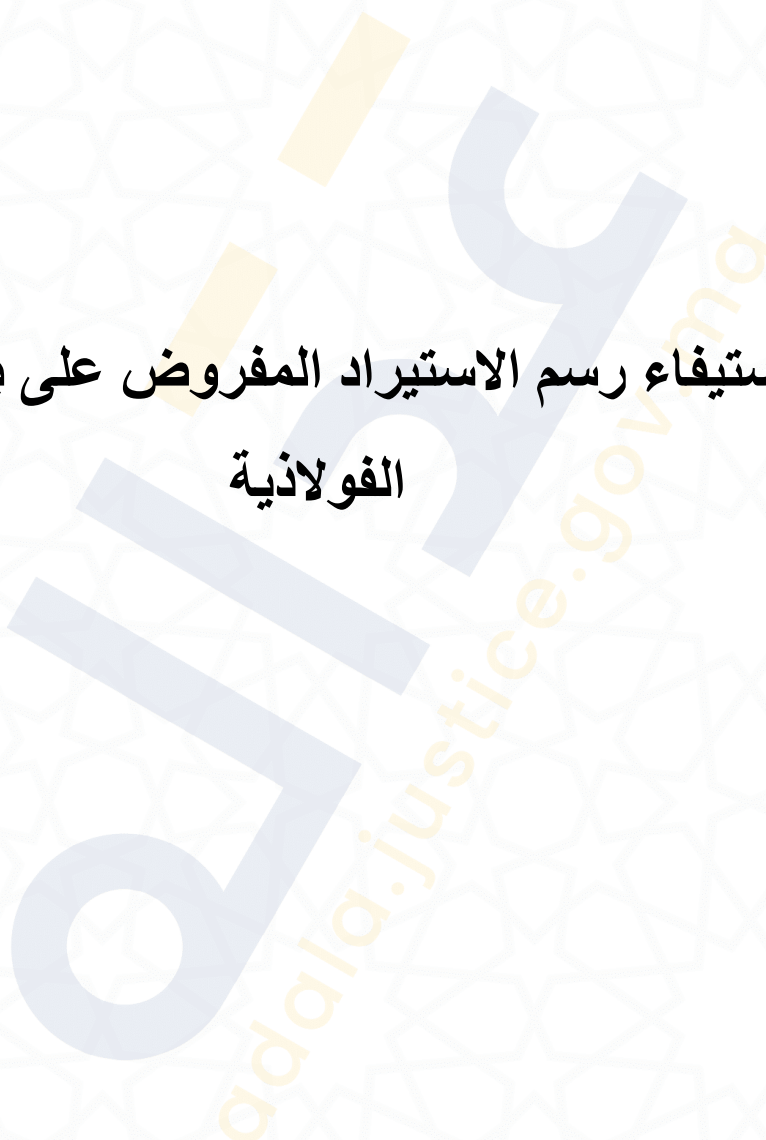 ستيفاء رسم الاستيراد المفروض على
الفولاذية
adala.justice.gov.ma